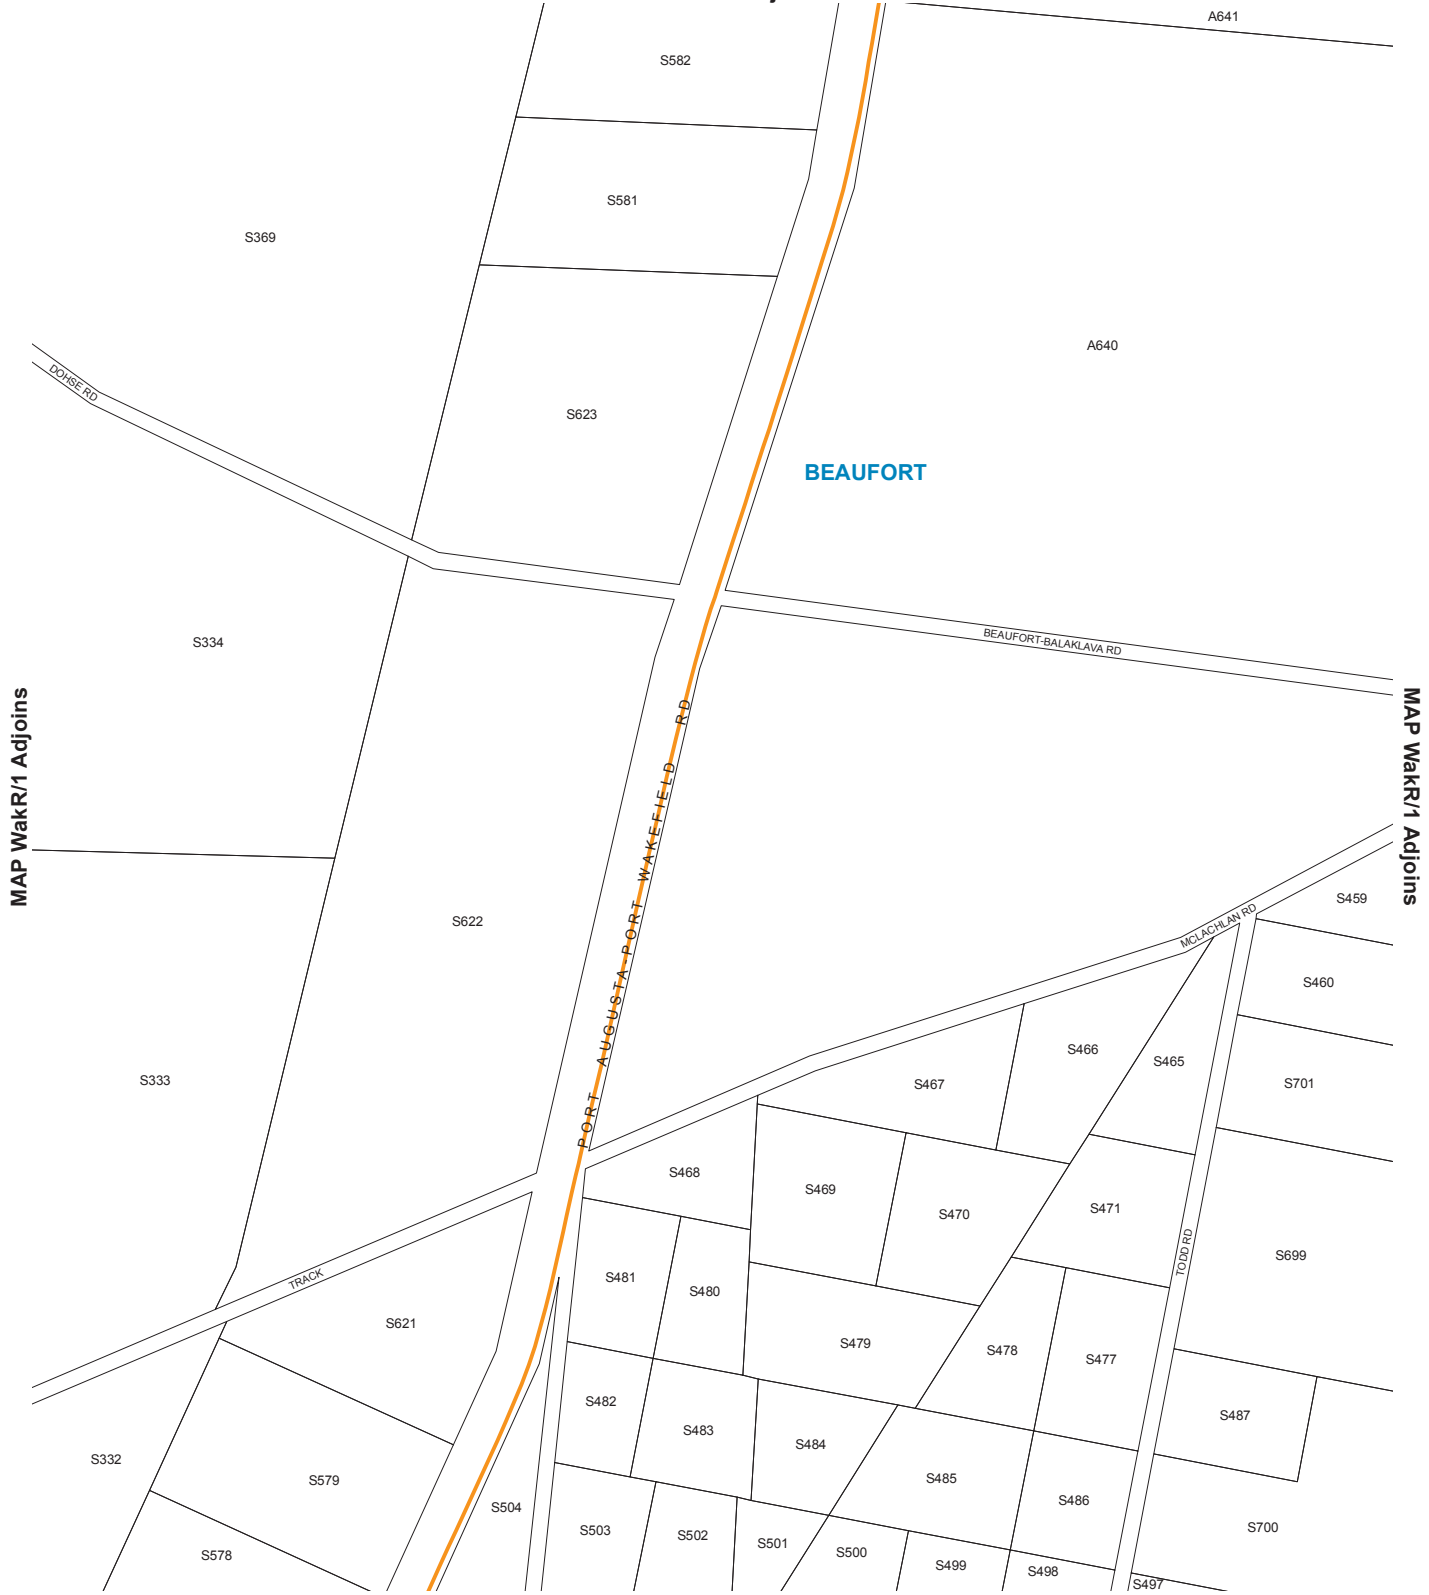 A641
S582
S581
S369
A640
DOHSE RD
S623
BEAUFORT
S334
BEAUFORT-BALAKLAVA RD
MAP WakR/1 Adjoins
MAP WakR/1 Adjoins
PORT AUGUSTA-PORT WAKEFIELD RD
S459
S622
MCLACHLAN RD
S460
S466
S465
S333
S467
S701
S468
S469
S471
S470
TODD RD
S699
TRACK
S481
S480
S621
S479
S478
S477
S482
S487
S483
S484
S332
S579
S485
S486
S504
S503
S502
S501
S500
S700
S578
S499
S498
S497